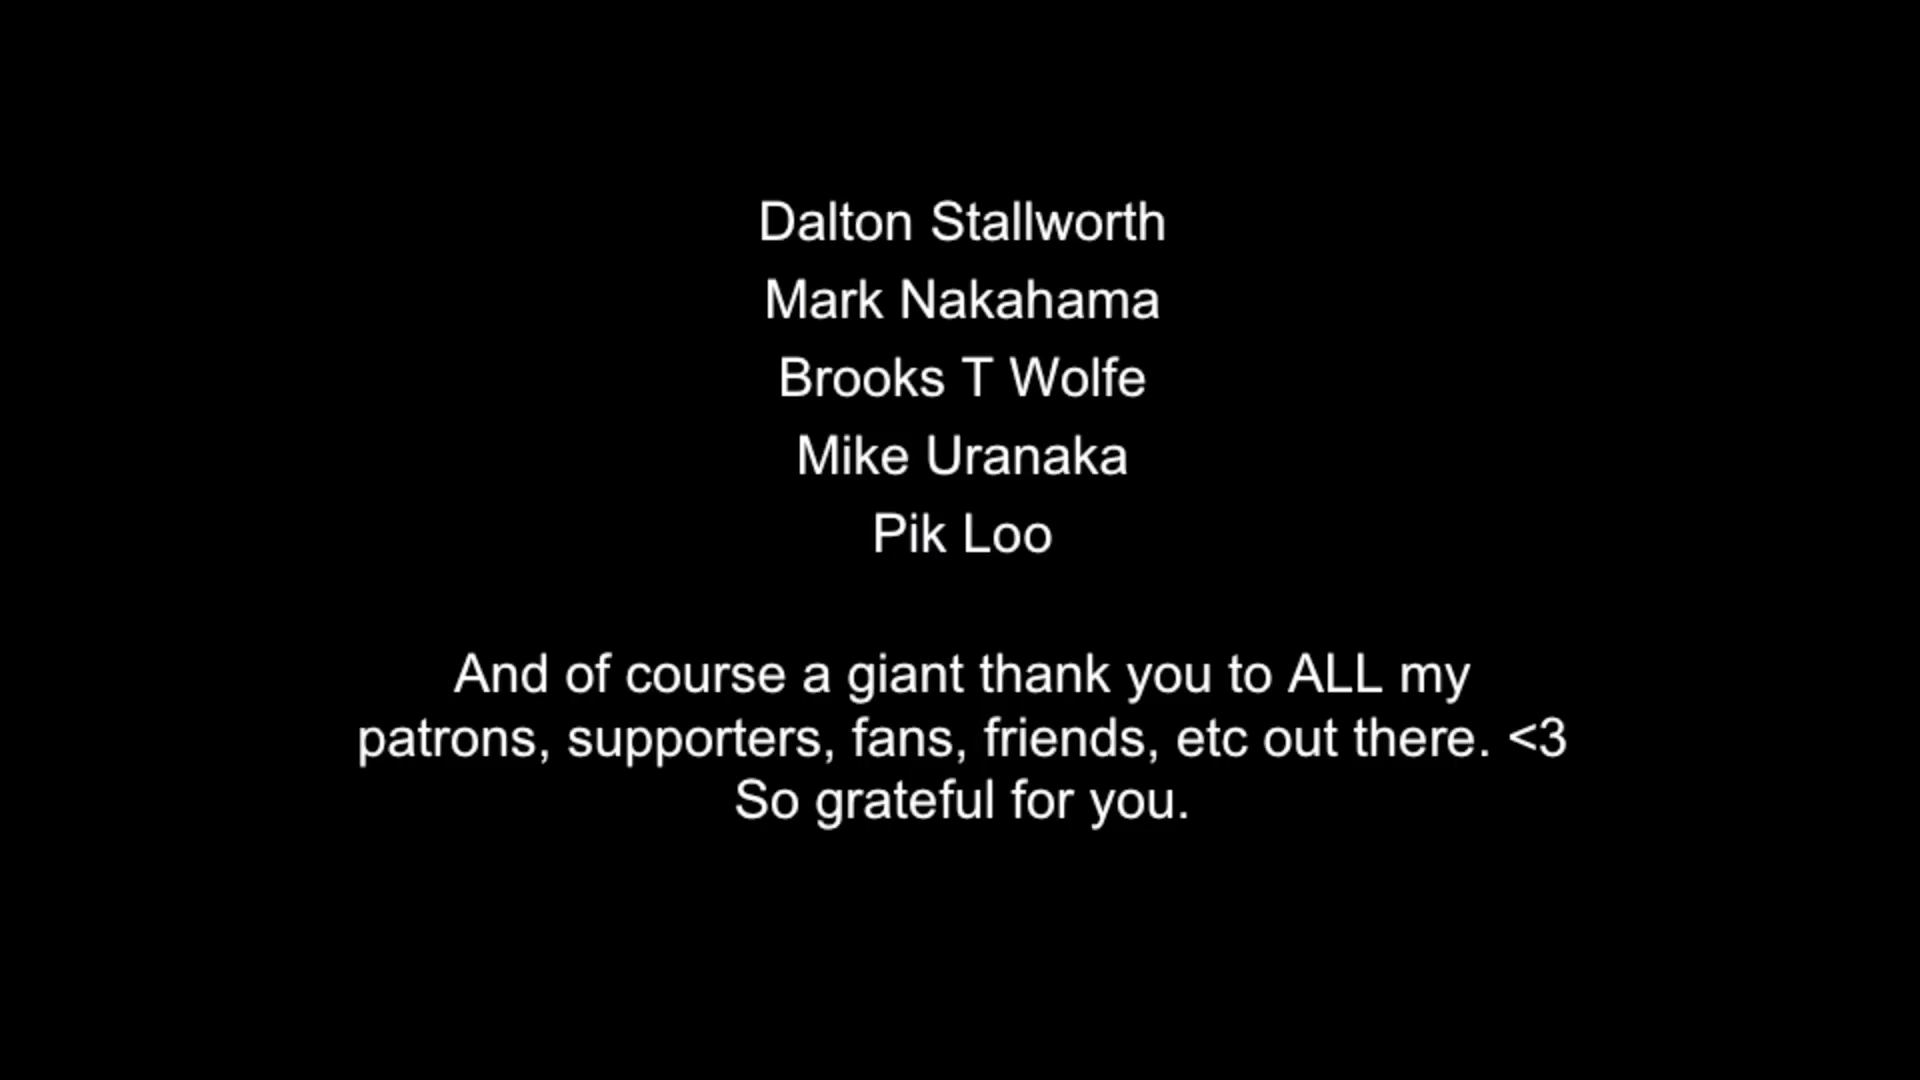 Dalton Stallworth
Mark Nakahama
Brooks T Wolfe
Mike Uranaka
Pik Loo
And of course a giant thank you to ALL my
patrons, supporters, fans, friends, etc out there. <3
So grateful for you.